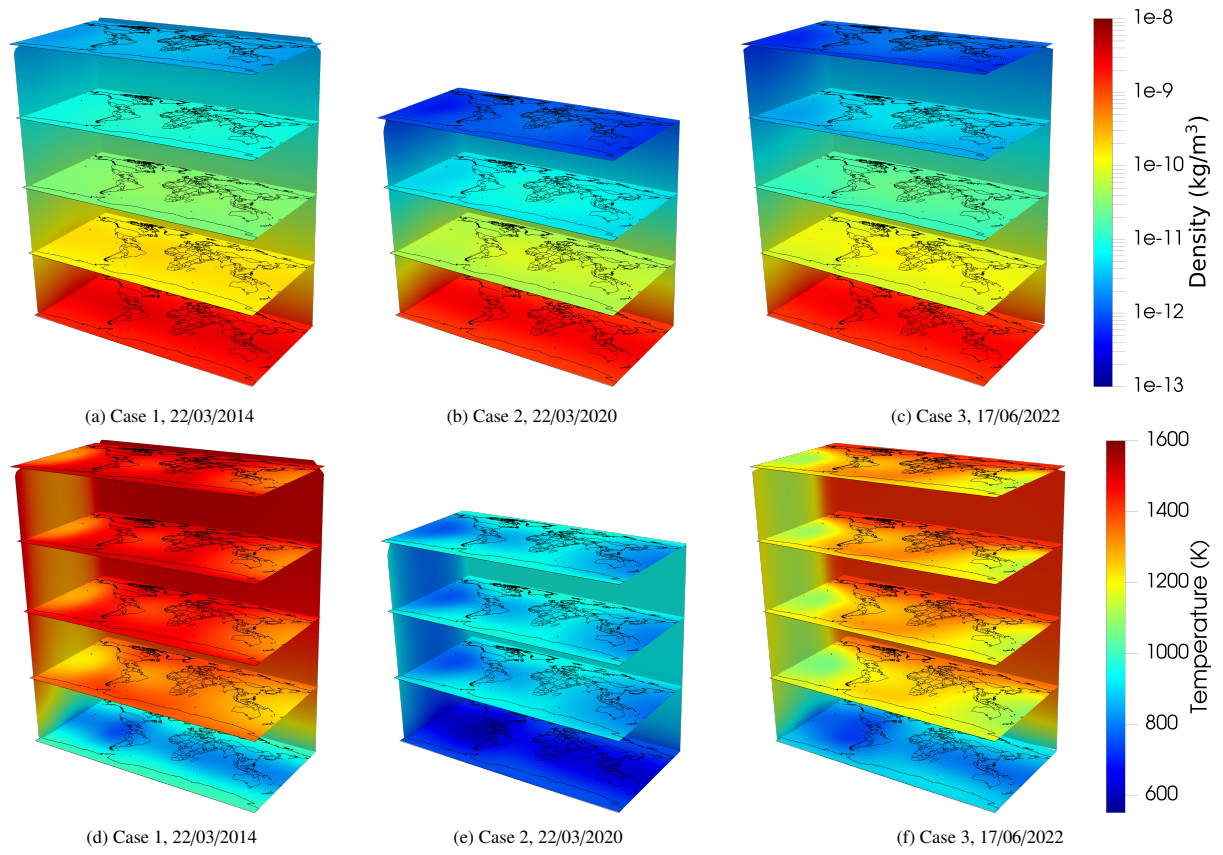 1e-8
1e-9
1e-10
1e-11
1e-12
1e-13
Density (kg/m³)
(a) Case 1, 22/03/2014
(b) Case 2, 22/03/2020
(c) Case 3, 17/06/2022
1600
1400
1200
1000
800
600
Temperature (K)
(d) Case 1, 22/03/2014
(e) Case 2, 22/03/2020
(f) Case 3, 17/06/2022